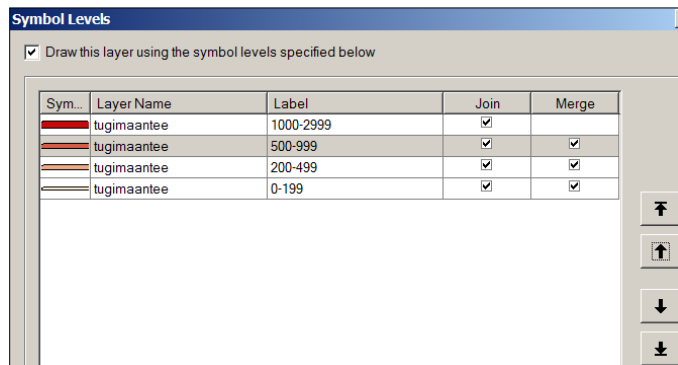 Symbol Levels
Draw this layer using the symbol levels specified below
Sym... Layer Name Label Join Merge
tugimaantee 1000-2999
tugimaantee 500-999
tugimaantee 200-499
tugimaantee 0-199